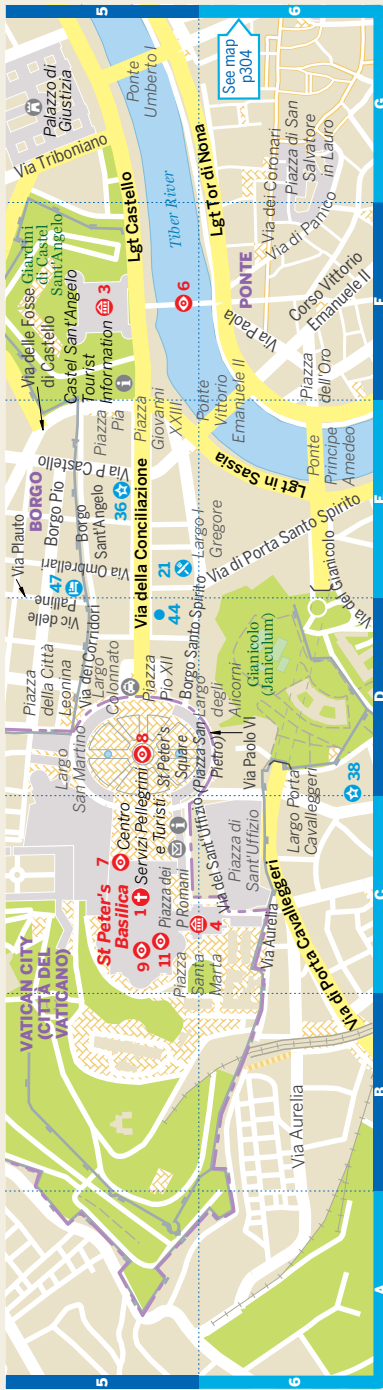 5
6
A
B
C
D
E
F
G
5
6
VATICAN CITY
(CITTÀ DEL
VATICANO)
St Peter's
Basilica
7
1
9
11
Centro
Servizi Pellegrini
e Turisti
8
St Peter's
Square
Piazza dei
P Romani
Piazza
Santa
Marta
4
Via del Sant'Uffizio
Piazza di
Sant'Uffizio
Via Aurelia
Via Aurelia
Via di Porta Cavalleggeri
Largo Porta
Cavalleggeri
38
Via Paolo VI
Piazza San
Pietro
Largo
degli
Alicorni
Gianicolo
(Janiculum)
Largo
San Martino
Piazza
della Città
Leonina
Via dei Corridori
Largo
Colonnato
Piazza
Pio XII
Borgo Santo Spirito
44
21
Via della Conciliazione
Vic delle
Palline
47
Via Plauto
BORGO
Borgo Pio
Borgo
Sant'Angelo
Via Ombrellari
36
Via P Castello
Piazza
Pia
Largo I
Gregore
Via di Porta Santo Spirito
Via del Gianicolo
Via delle Fosse
di Castello
Giardini
di Castel
Sant'Angelo
Castel Sant'Angelo
3
Tourist
Information
Piazza
Giovanni
XXIII
Lgt Castello
Tiber River
6
Ponte
Vittorio
Emanuele II
Lgt in Sassia
Ponte
Principe
Amedeo
Piazza
dell'Oro
Via Paola
PONTE
Corso Vittorio
Emanuele II
Via di Panico
Via dei Coronari
Piazza di San
Salvatore
in Lauro
Lgt Tor di Nona
Via Triboniano
Palazzo di
Giustizia
Ponte
Umberto I
See map
p304